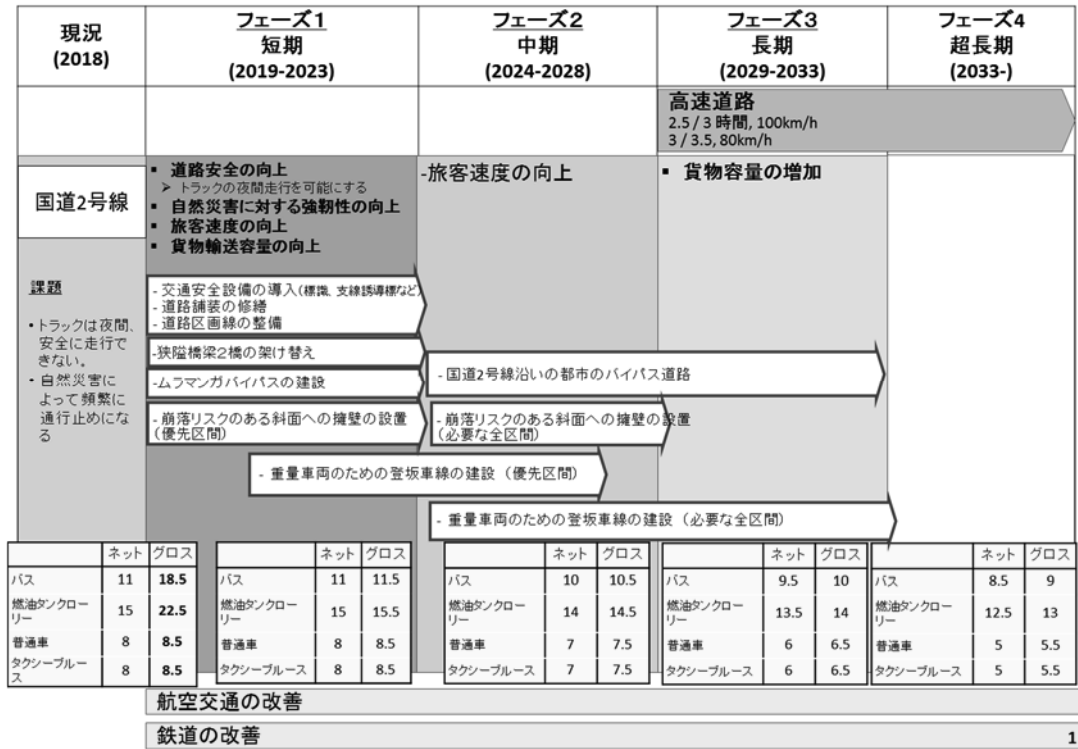 現況
(2018)
フェーズ1
短期
(2019-2023)
フェーズ2
中期
(2024-2028)
フェーズ3
長期
(2029-2033)
フェーズ4
超長期
(2033-)
高速道路
2.5 / 3 時間, 100km/h
3 / 3.5, 80km/h
国道2号線
▪ 道路安全の向上
➢ トラックの夜間走行を可能にする
▪ 自然災害に対する強靭性の向上
▪ 旅客速度の向上
▪ 貨物輸送容量の向上
-旅客速度の向上
▪ 貨物容量の増加
課題
• トラックは夜間、
安全に走行で
きない。
• 自然災害に
よって頻繁に
通行止めにな
る
- 交通安全設備の導入(標識、支線誘導標など)
- 道路舗装の修繕
- 道路区画線の整備
-狭隘橋梁2橋の架け替え
-ムラマンガバイパスの建設
- 国道2号線沿いの都市のバイパス道路
- 崩落リスクのある斜面への擁壁の設置
(優先区間)
- 崩落リスクのある斜面への擁壁の設置
(必要な全区間)
- 重量車両のための登坂車線の建設 (優先区間)
- 重量車両のための登坂車線の建設 (必要な全区間)
ネット グロス
バス 11 18.5
燃油タンクロー
リー 15 22.5
普通車 8 8.5
タクシーブルー
ス 8 8.5
ネット グロス
バス 11 11.5
燃油タンクロー
リー 15 15.5
普通車 8 8.5
タクシーブルース 8 8.5
ネット グロス
バス 10 10.5
燃油タンクロー
リー 14 14.5
普通車 7 7.5
タクシーブルース 7 7.5
ネット グロス
バス 9.5 10
燃油タンクロー
リー 13.5 14
普通車 6 6.5
タクシーブルース 6 6.5
ネット グロス
バス 8.5 9
燃油タンクロー
リー 12.5 13
普通車 5 5.5
タクシーブルース 5 5.5
航空交通の改善
鉄道の改善
1